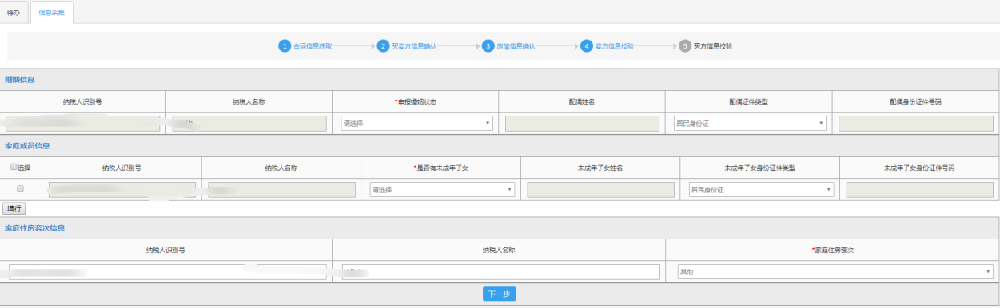 待办 信息采集
1 合同信息获取 2 买卖方信息确认 3 房屋信息确认 4 卖方信息校验 5 买方信息校验
婚姻信息
纳税人识别号 纳税人名称 *申报婚姻状态 配偶姓名 配偶证件类型 配偶身份证件号码
请选择 居民身份证
家庭成员信息
选择 纳税人识别号 纳税人名称 *是否有未成年子女 未成年子女姓名 未成年子女身份证件类型 未成年子女身份证件号码
请选择 居民身份证
增行
家庭住房套次信息
纳税人识别号 纳税人名称 *家庭住房套次
其他
下一步